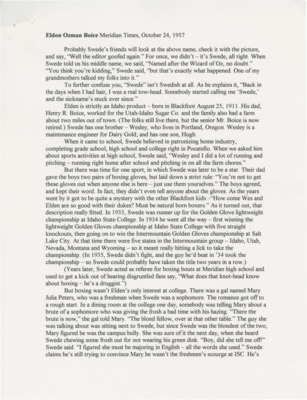 Eldon Ozman Boice Meridian Times, October 24, 1957
Probably Swede's friends will look at the above name, check it with the picture,
and say, "Well the editor goofed again." For once, we didn't – it's Swede, all right. When
Swede told us his middle name, we said, "Named after the Wizard of Oz, no doubt."
"You think you're kidding," Swede said, "but that's exactly what happened. One of my
grandmothers talked my folks into it."
To further confuse you, "Swede" isn't Swedish at all. As he explains it, "Back in
the days when I had hair, I was a real tow-head. Somebody started calling me 'Swede,'
and the nickname's stuck ever since."
Elden is strictly an Idaho product – born in Blackfoot August 25, 1911. His dad,
Henry R. Boice, worked for the Utah-Idaho Sugar Co. and the family also had a farm
about two miles out of town. (The folks still live there, but the senior Mr. Boice is now
retired.) Swede has one brother – Wesley, who lives in Portland, Oregon. Wesley is a
maintenance engineer for Dairy Gold; and has one son, Hugh.
When it came to school, Swede believed in patronizing home industry,
completing grade school, high school and college right in Pocatello. When we asked him
about sports activities at high school, Swede said, "Wesley and I did a lot of running and
pitching – running right home after school and pitching in on all the farm chores."
But there was time for one sport, in which Swede was later to be a star. Their dad
gave the boys two pairs of boxing gloves, but laid down a strict rule: "You're not to get
these gloves out when anyone else is here – just use them yourselves." The boys agreed,
and kept their word. In fact, they didn't even tell anyone about the gloves. As the years
went by it got to be quite a mystery with the other Blackfoot kids – "How come Wes and
Elden are so good with their dukes? Must be natural born boxers." As it turned out, that
description really fitted. In 1933, Swede was runner up for the Golden Glove lightweight
championship at Idaho State College. In 1934 he went all the way – first winning the
lightweight Golden Gloves championship at Idaho State College with five straight
knockouts, then going on to win the Intermountain Golden Gloves championship at Salt
Lake City. At that time there were five states in the Intermountain group – Idaho, Utah,
Nevada, Montana and Wyoming – so it meant really hitting a lick to take the
championship. (In 1935, Swede didn't fight, and the guy he'd beat in '34 took the
championship – so Swede could probably have taken the title two years in a row.)
(Years later, Swede acted as referee for boxing bouts at Meridian high school and
used to get a kick out of hearing disgruntled fans say, "What does that knot-head know
about boxing – he's a druggist.")
But boxing wasn't Elden's only interest at college. There was a gal named Mary
Julia Peters, who was a freshman when Swede was a sophomore. The romance got off to
a rough start. In a dining room at the college one day, somebody was telling Mary about a
brute of a sophomore who was giving the frosh a bad time with his hazing. "There the
brute is now," the gal told Mary. "The blond fellow, over at that other table." The guy she
was talking about was sitting next to Swede, but since Swede was the blondest of the two,
Mary figured he was the campus bully. She was sure of it the next day, when she heard
Swede chewing some frosh out for not wearing his green dink. "Boy, did she tell me off!"
Swede said. "I figured she must be majoring in English – all the words she used." Swede
claims he's still trying to convince Mary he wasn't the freshmen's scourge at ISC. He's